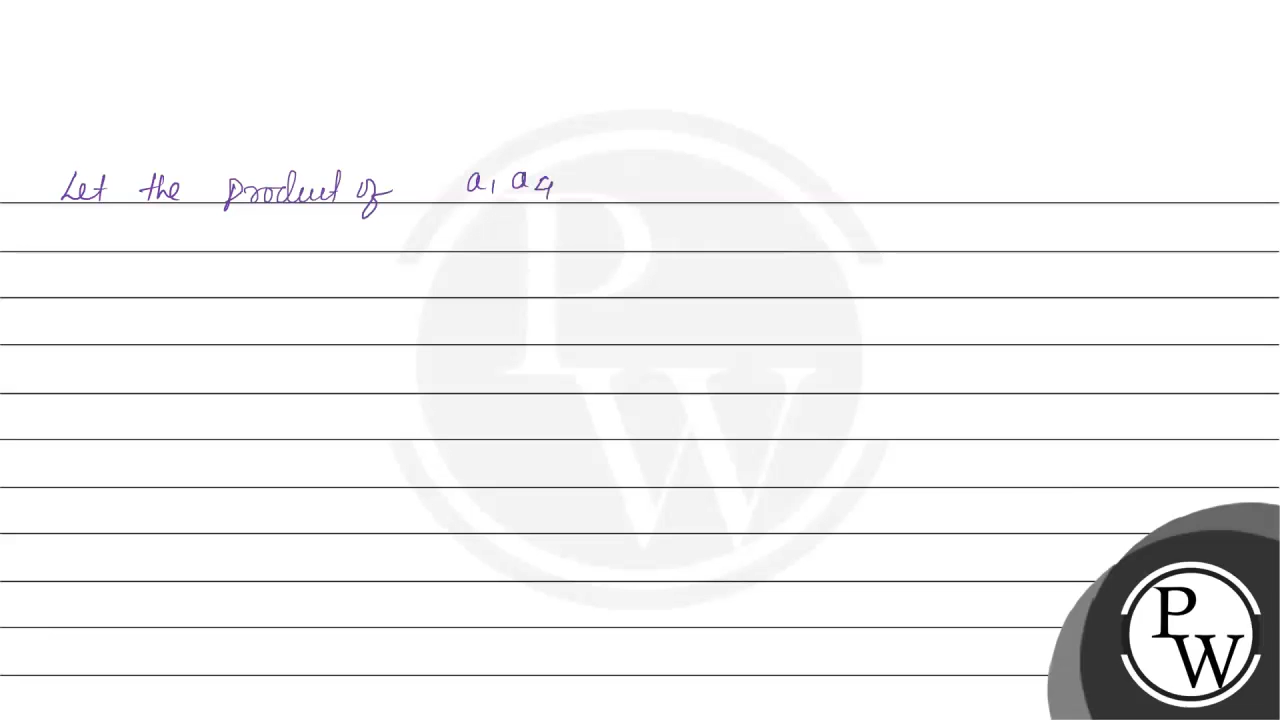 Let the product of a₁ a₄
P
W
P
W